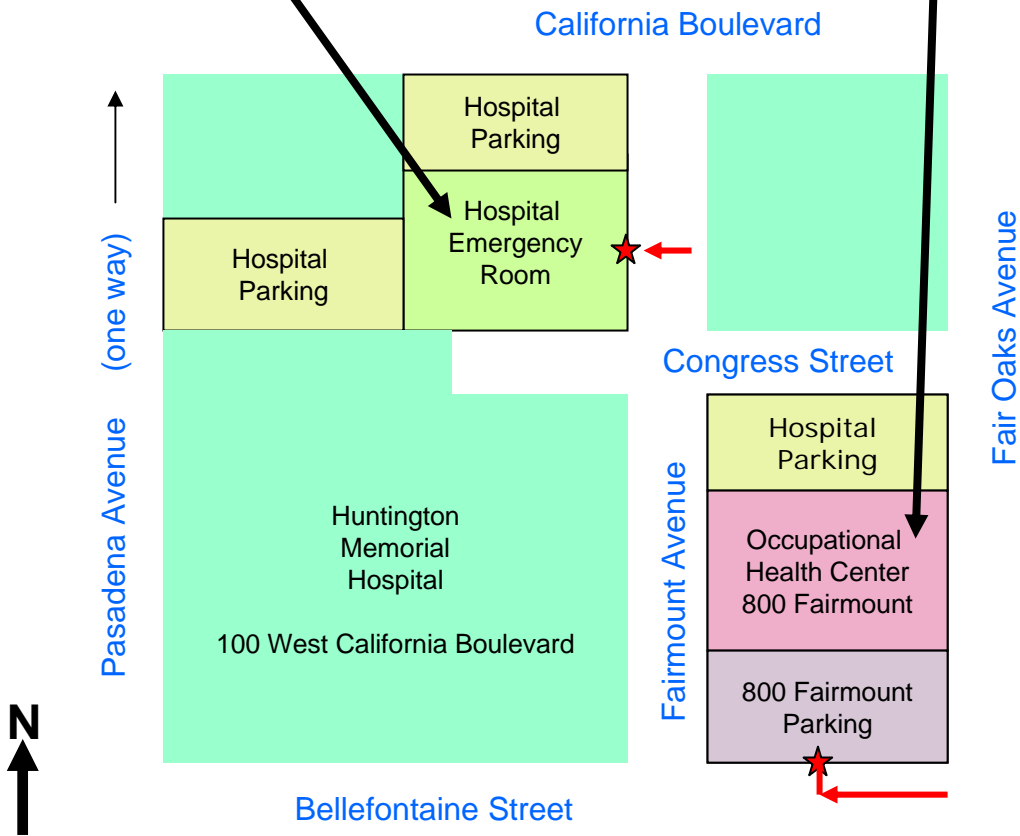 California Boulevard
Hospital
Parking
Hospital
Emergency
Room
Hospital
Parking
(one way)
Pasadena Avenue
Congress Street
Fair Oaks Avenue
Hospital
Parking
Huntington
Memorial
Hospital
100 West California Boulevard
Fairmount Avenue
Occupational
Health Center
800 Fairmount
800 Fairmount
Parking
N
Bellefontaine Street